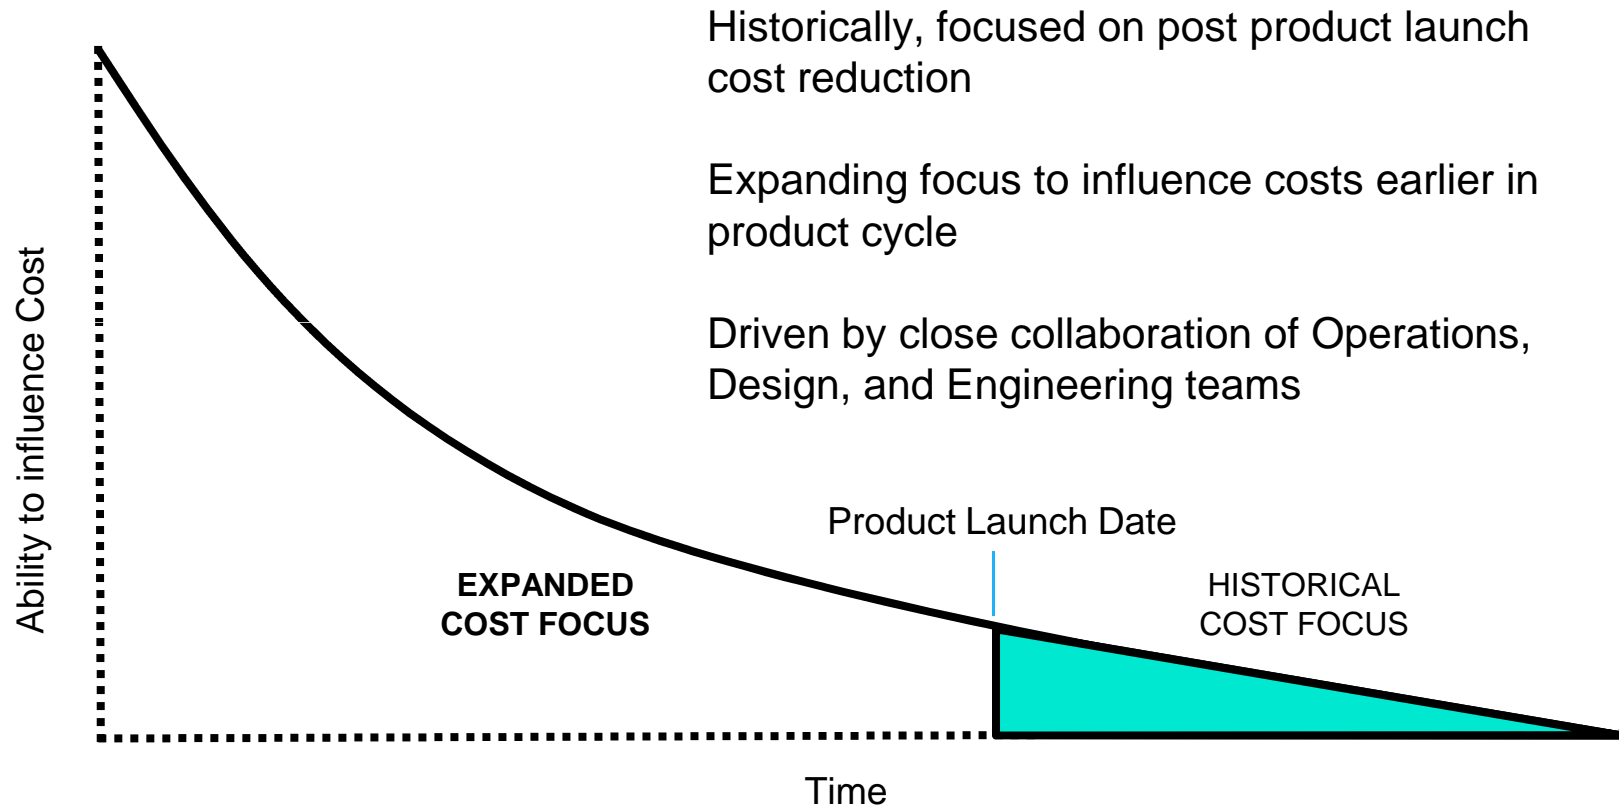 Historically, focused on post product launch
cost reduction
Expanding focus to influence costs earlier in
product cycle
Driven by close collaboration of Operations,
Design, and Engineering teams
Ability to influence Cost
Product Launch Date
EXPANDED
COST FOCUS
HISTORICAL
COST FOCUS
Time